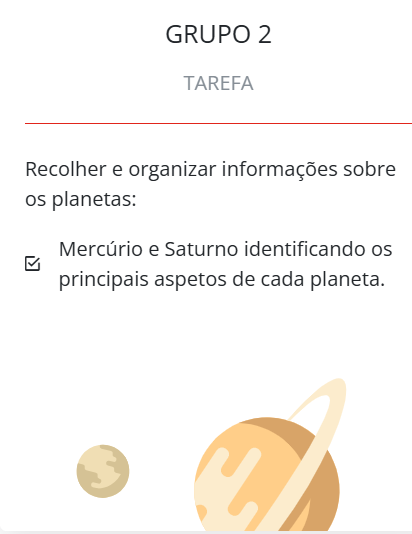 GRUPO 2
TAREFA
Recolher e organizar informações sobre
os planetas:
Mercúrio e Saturno identificando os
principais aspetos de cada planeta.